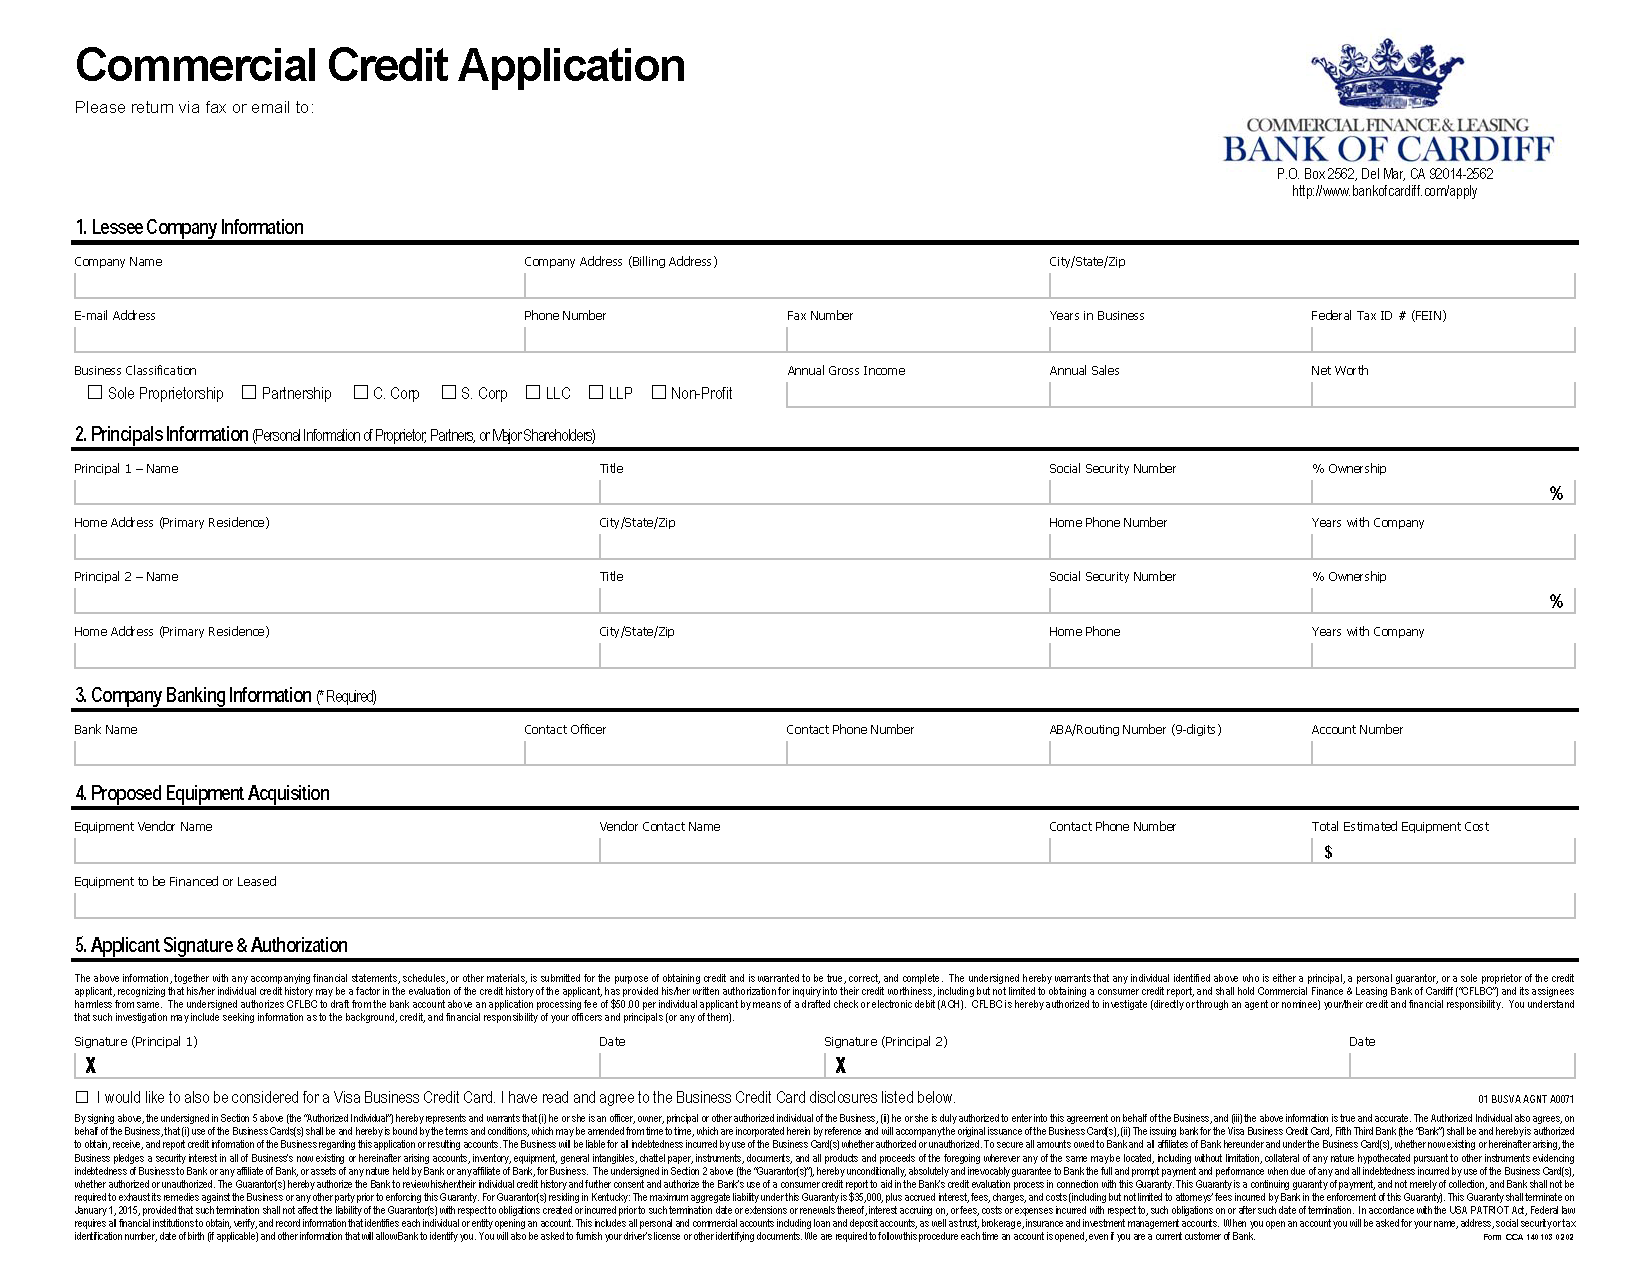 Commercial Credit Application
Please return via fax or email to:
COMMERCIAL FINANCE & LEASING
BANK OF CARDIFF
P.O. Box 2562, Del Mar, CA 92014-2562
http://www.bankofcardiff.com/apply
1. Lessee Company Information
Company Name Company Address (Billing Address) City/State/Zip
E-mail Address Phone Number Fax Number Years in Business Federal Tax ID # (FEIN)
Business Classification Annual Gross Income Annual Sales Net Worth
☐ Sole Proprietorship ☐ Partnership ☐ C. Corp ☐ S. Corp ☐ LLC ☐ LLP ☐ Non-Profit
2. Principals Information (Personal Information of Proprietor, Partners, or Major Shareholders)
Principal 1 – Name Title Social Security Number % Ownership
%
Home Address (Primary Residence) City/State/Zip Home Phone Number Years with Company
Principal 2 – Name Title Social Security Number % Ownership
%
Home Address (Primary Residence) City/State/Zip Home Phone Years with Company
3. Company Banking Information (* Required)
Bank Name Contact Officer Contact Phone Number ABA/Routing Number (9-digits) Account Number
4. Proposed Equipment Acquisition
Equipment Vendor Name Vendor Contact Name Contact Phone Number Total Estimated Equipment Cost
$
Equipment to be Financed or Leased
5. Applicant Signature & Authorization
The above information, together with any accompanying financial statements, schedules, or other materials, is submitted for the purpose of obtaining credit and is warranted to be true, correct, and complete. The undersigned hereby warrants that any individual identified above who is either a principal, a personal guarantor, or a sole proprietor of the credit
applicant, recognizing that his/her individual credit history may be a factor in the evaluation of the credit history of the applicant, has provided his/her written authorization for inquiry into their credit worthiness, including but not limited to obtaining a consumer credit report, and shall hold Commercial Finance & Leasing Bank of Cardiff (“CFLBC”) and its assignees
harmless from same. The undersigned authorizes CFLBC to draft from the bank account above an application processing fee of $50.00 per individual applicant by means of a drafted check or electronic debit (ACH). CFLBC is hereby authorized to investigate (directly or through an agent or nominee) your/their credit and financial responsibility. You understand
that such investigation may include seeking information as to the background, credit, and financial responsibility of your officers and principals (or any of them).
Signature (Principal 1) Date Signature (Principal 2) Date
X X
☐ I would like to also be considered for a Visa Business Credit Card. I have read and agree to the Business Credit Card disclosures listed below. 01 BUSVA AGNT A0071
By signing above, the undersigned in Section 5 above (the “Authorized Individual”) hereby represents and warrants that (i) he or she is an officer, owner, principal or other authorized individual of the Business, (ii) he or she is duly authorized to enter into this agreement on behalf of the Business, and (iii) the above information is true and accurate. The Authorized Individual also agrees, on
behalf of the Business, that (i) use of the Business Cards(s) shall be and hereby is bound by the terms and conditions, which may be amended from time to time, which are incorporated herein by reference and will accompany the original issuance of the Business Card(s), (ii) The issuing bank for the Visa Business Credit Card, Fifth Third Bank (the “Bank”) shall be and hereby is authorized
to obtain, receive, and report credit information of the Business regarding this application or resulting accounts. The Business will be liable for all indebtedness incurred by use of the Business Card(s) whether authorized or unauthorized. To secure all amounts owed to Bank and all affiliates of Bank hereunder and under the Business Card(s), whether now existing or hereinafter arising, the
Business pledges a security interest in all of Business’s now existing or hereinafter arising accounts, inventory, equipment, general intangibles, chattel paper, instruments, documents, and all products and proceeds of the foregoing wherever any of the same may be located, including without limitation, collateral of any nature hypothecated pursuant to other instruments evidencing
indebtedness of Business to Bank or any affiliate of Bank, or assets of any nature held by Bank or any affiliate of Bank, for Business. The undersigned in Section 2 above (the “Guarantor(s)”), hereby unconditionally, absolutely and irrevocably guarantee to Bank the full and prompt payment and performance when due of any and all indebtedness incurred by use of the Business Card(s),
whether authorized or unauthorized. The Guarantor(s) hereby authorize the Bank to review his/her/their individual credit history and further consent and authorize the Bank’s use of a consumer credit report to aid in the Bank’s credit evaluation process in connection with this Guaranty. This Guaranty is a continuing guaranty of payment, and not merely of collection, and Bank shall not be
required to exhaust its remedies against the Business or any other party prior to enforcing this Guaranty. For Guarantor(s) residing in Kentucky: The maximum aggregate liability under this Guaranty is $35,000, plus accrued interest, fees, charges, and costs (including but not limited to attorneys’ fees incurred by Bank in the enforcement of this Guaranty). This Guaranty shall terminate on
January 1, 2015, provided that such termination shall not affect the liability of the Guarantor(s) with respect to obligations created or incurred prior to such termination date or extensions or renewals thereof, interest accruing on, or fees, costs or expenses incurred with respect to, such obligations on or after such date of termination. In accordance with the USA PATRIOT Act, Federal law
requires all financial institutions to obtain, verify, and record information that identifies each individual or entity opening an account. This includes all personal and commercial accounts including loan and deposit accounts, as well as trust, brokerage, insurance and investment management accounts. When you open an account you will be asked for your name, address, social security or tax
identification number, date of birth (if applicable) and other information that will allow Bank to identify you. You will also be asked to furnish your driver’s license or other identifying documents. We are required to follow this procedure each time an account is opened, even if you are a current customer of Bank. Form CCA 140103 0202